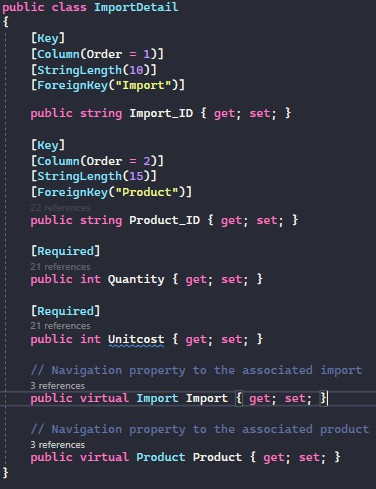 public class ImportDetail
{
[Key]
[Column(Order = 1)]
[StringLength(10)]
[ForeignKey("Import")]
public string Import_ID { get; set; }
[Key]
[Column(Order = 2)]
[StringLength(15)]
[ForeignKey("Product")]
22 references
public string Product_ID { get; set; }
[Required]
21 references
public int Quantity { get; set; }
[Required]
21 references
public int Unitcost { get; set; }
// Navigation property to the associated import
3 references
public virtual Import Import { get; set; }
// Navigation property to the associated product
3 references
public virtual Product Product { get; set; }
}